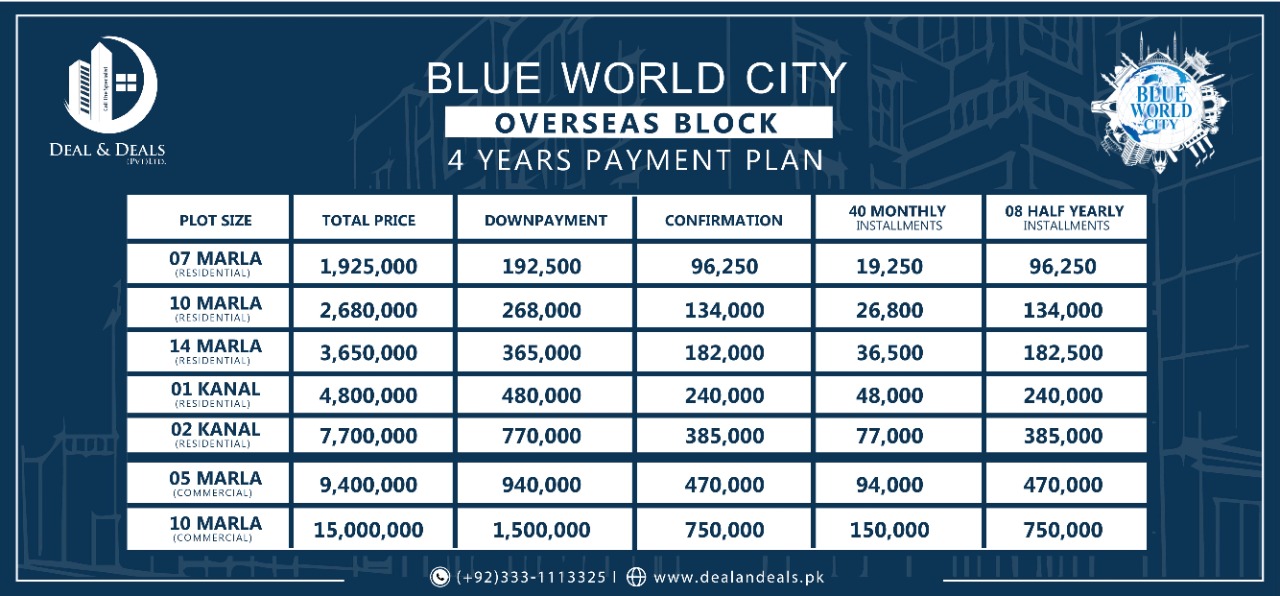 BLUE WORLD CITY
OVERSEAS BLOCK
4 YEARS PAYMENT PLAN
Call The Specialist
DEAL & DEALS
(PVT)LTD.
BLUE
WORLD
CITY
PLOT SIZE TOTAL PRICE DOWNPAYMENT CONFIRMATION 40 MONTHLY INSTALLMENTS 08 HALF YEARLY INSTALLMENTS
07 MARLA (RESIDENTIAL) 1,925,000 192,500 96,250 19,250 96,250
10 MARLA (RESIDENTIAL) 2,680,000 268,000 134,000 26,800 134,000
14 MARLA (RESIDENTIAL) 3,650,000 365,000 182,000 36,500 182,500
01 KANAL (RESIDENTIAL) 4,800,000 480,000 240,000 48,000 240,000
02 KANAL (RESIDENTIAL) 7,700,000 770,000 385,000 77,000 385,000
05 MARLA (COMMERCIAL) 9,400,000 940,000 470,000 94,000 470,000
10 MARLA (COMMERCIAL) 15,000,000 1,500,000 750,000 150,000 750,000
(+92)333-1113325 | www.dealandeals.pk